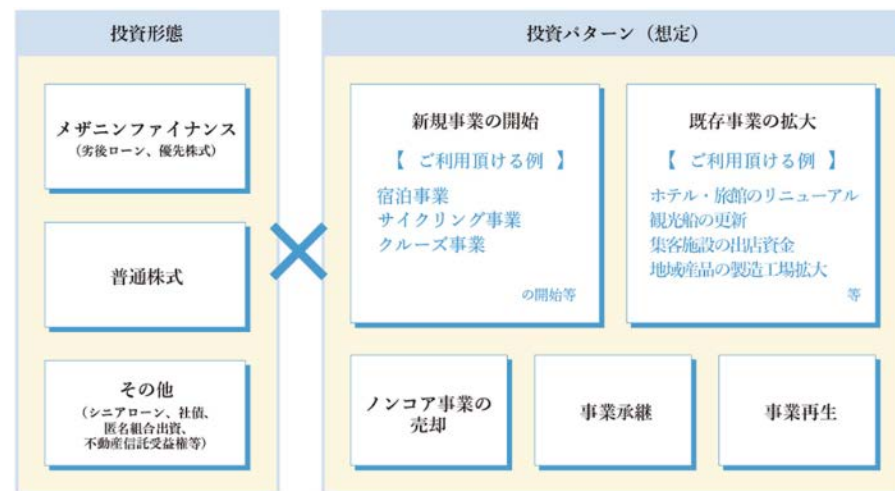 投資形態
メザニンファイナンス
(劣後ローン、優先株式)
普通株式
その他
(シニアローン、社債、
匿名組合出資、
不動産信託受益権等)
投資パターン(想定)
新規事業の開始
【 ご利用頂ける例 】
宿泊事業
サイクリング事業
クルーズ事業
の開始等
既存事業の拡大
【 ご利用頂ける例 】
ホテル・旅館のリニューアル
観光船の更新
集客施設の出店資金
地域産品の製造工場拡大
等
ノンコア事業の
売却
事業承継
事業再生